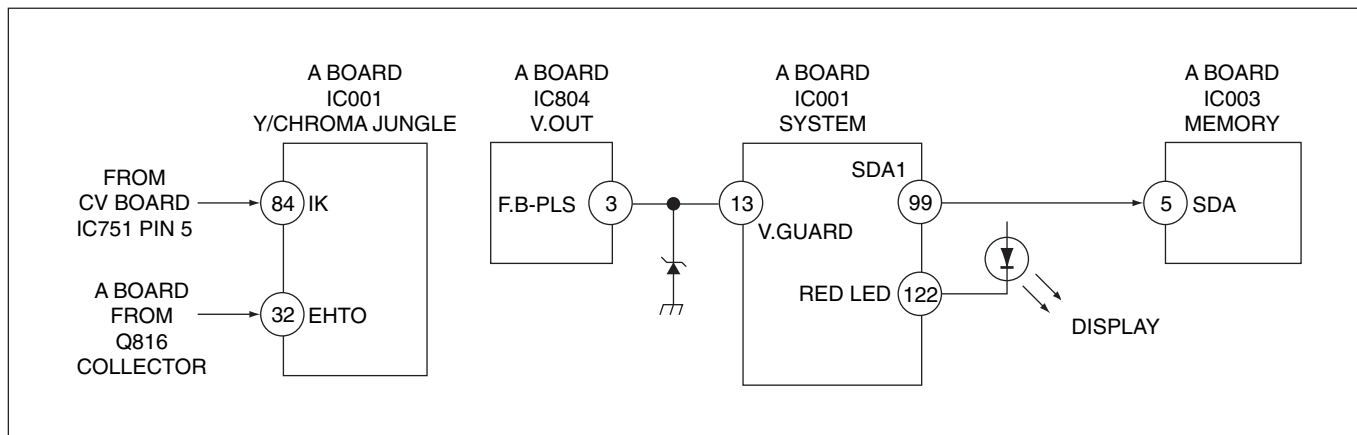 A BOARD
IC001
Y/CHROMA JUNGLE
A BOARD
IC804
V.OUT
A BOARD
IC001
SYSTEM
A BOARD
IC003
MEMORY
FROM
CV BOARD
IC751 PIN 5
84 IK
A BOARD
FROM
Q816
COLLECTOR
32 EHTO
F.B-PLS 3
13
V.GUARD
SDA1
99
RED LED 122
DISPLAY
5 SDA